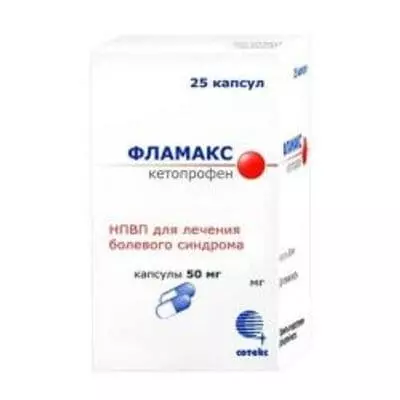 25 капсул
ФЛАМАКС
кетопрофен
НПВП для лечения
болевого синдрома
капсулы 50 мг
мг
сотекс